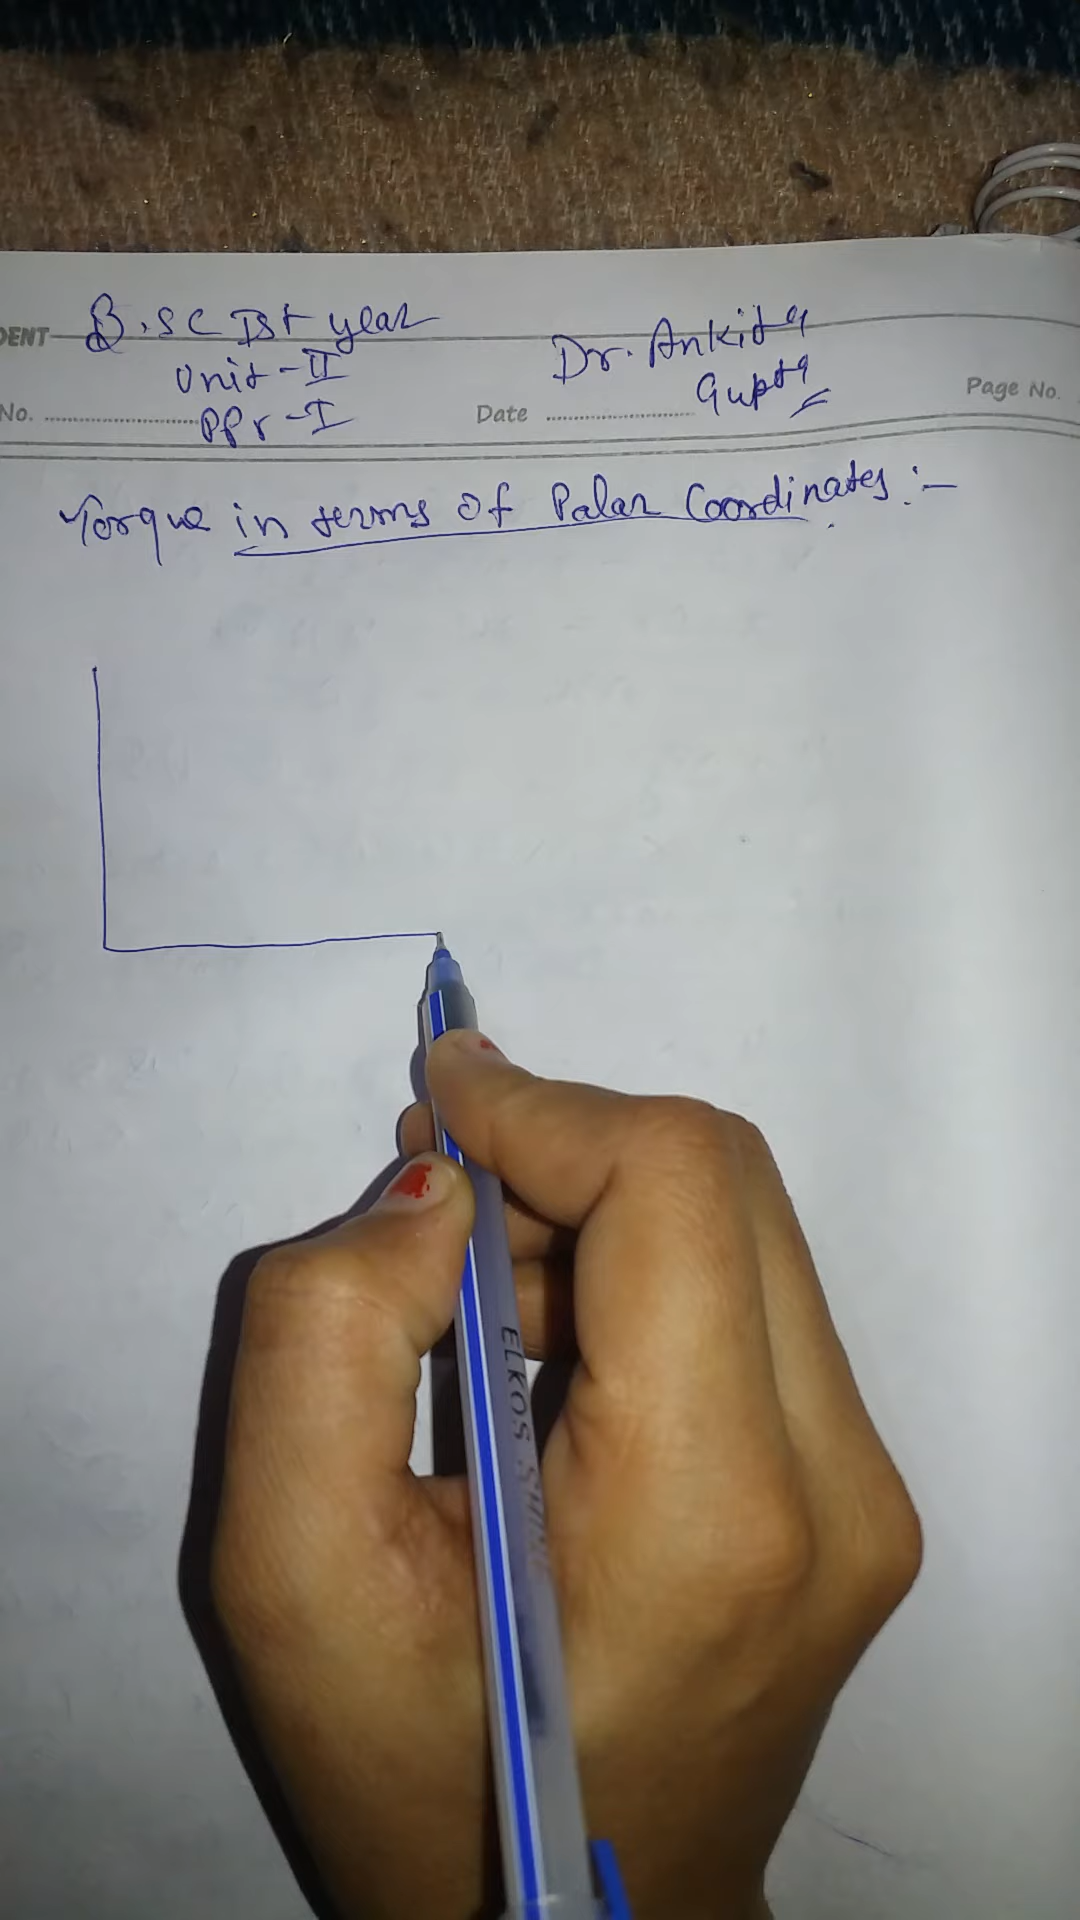 B.SC Ist year
Unit-II
PPr-I
Dr. Ankita
Gupta
DENT
No.
Date
Page No.
Torque in terms of Polar Coordinates :-
ELKOS